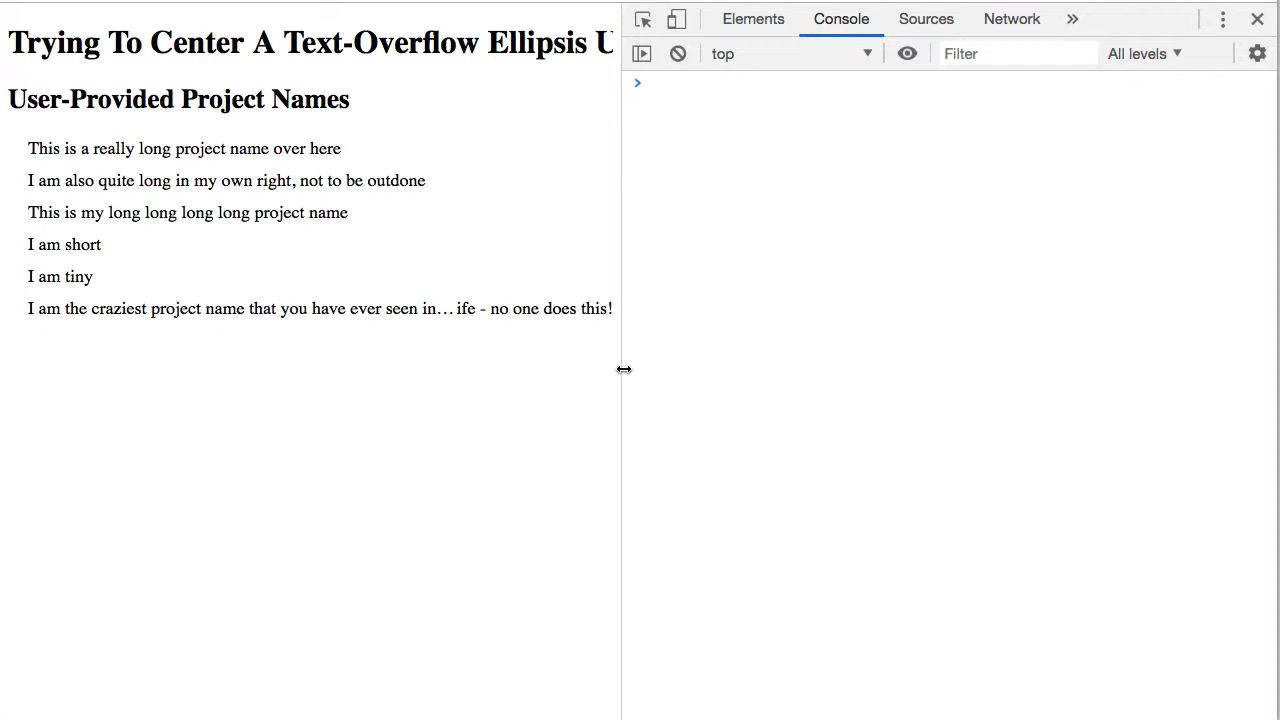 Trying To Center A Text-Overflow Ellipsis U
User-Provided Project Names
This is a really long project name over here
I am also quite long in my own right, not to be outdone
This is my long long long long project name
I am short
I am tiny
I am the craziest project name that you have ever seen in… ife - no one does this!
Elements Console Sources Network »
top Filter All levels